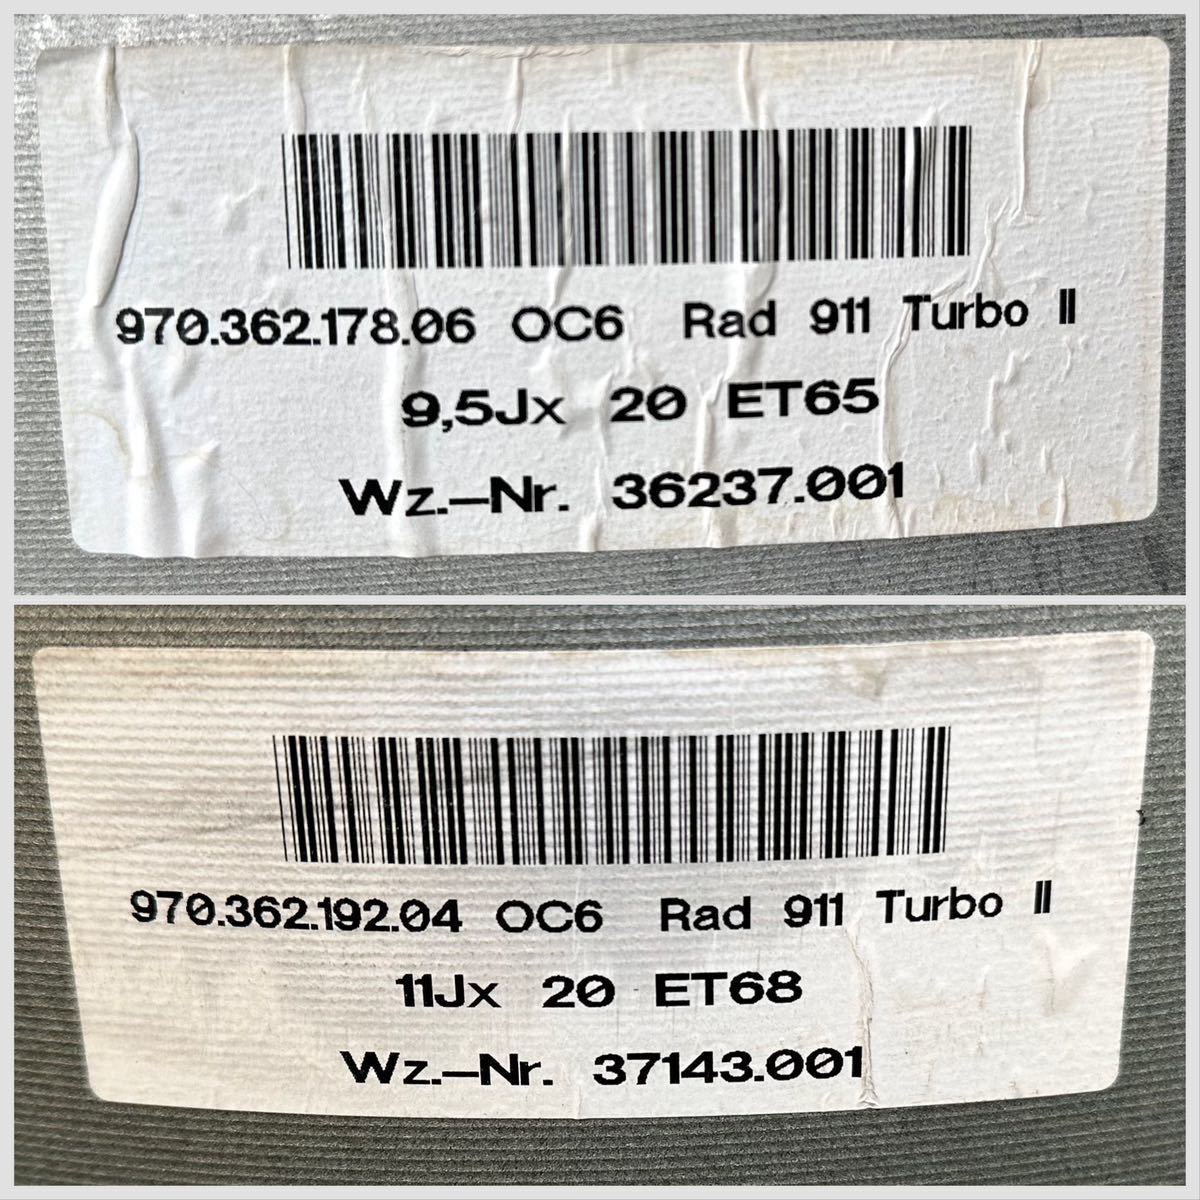 970.362.178.06 OC6 Rad 911 Turbo II
9,5Jx 20 ET65
Wz.-Nr. 36237.001
970.362.192.04 OC6 Rad 911 Turbo II
11Jx 20 ET68
Wz.-Nr. 37143.001